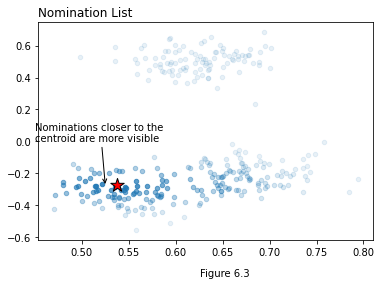 Nomination List
0.6
0.4
0.2
0.0
−0.2
−0.4
−0.6
Nominations closer to the
centroid are more visible
0.50 0.55 0.60 0.65 0.70 0.75 0.80
Figure 6.3